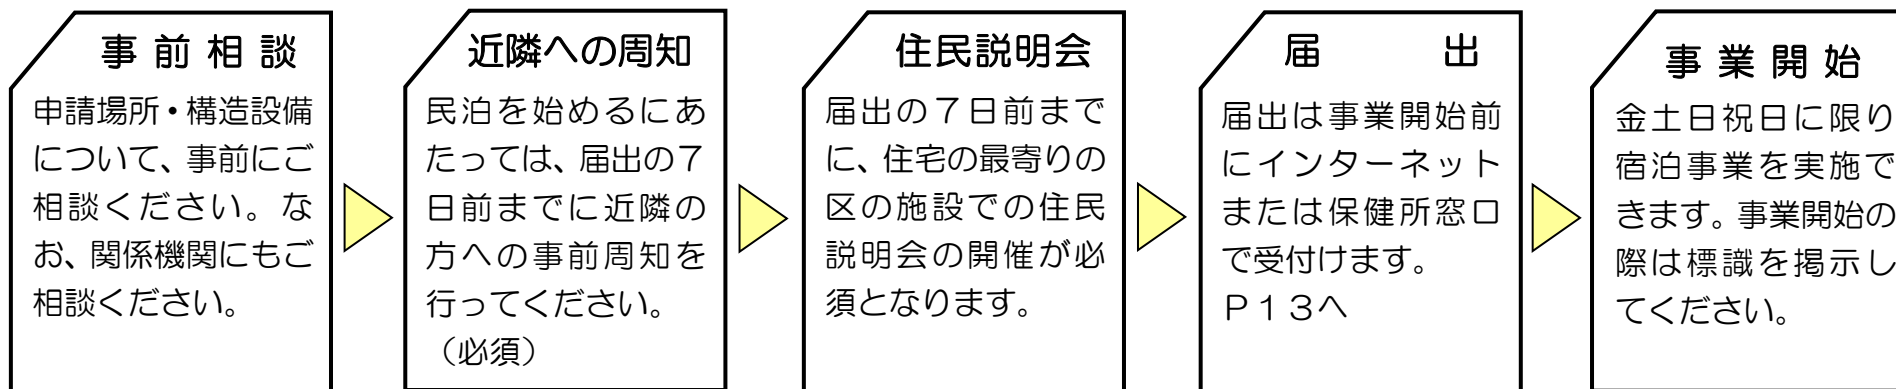 事前相談
申請場所・構造設備
について、事前にご
相談ください。な
お、関係機関にもご
相談ください。
近隣への周知
民泊を始めるにあ
たっては、届出の７
日前までに近隣の
方への事前周知を
行ってください。
（必須）
住民説明会
届出の７日前まで
に、住宅の最寄りの
区の施設での住民
説明会の開催が必
須となります。
届出
届出は事業開始前
にインターネット
または保健所窓口
で受付けます。
Ｐ１３へ
事業開始
金土日祝日に限り
宿泊事業を実施で
きます。事業開始の
際は標識を掲示し
てください。